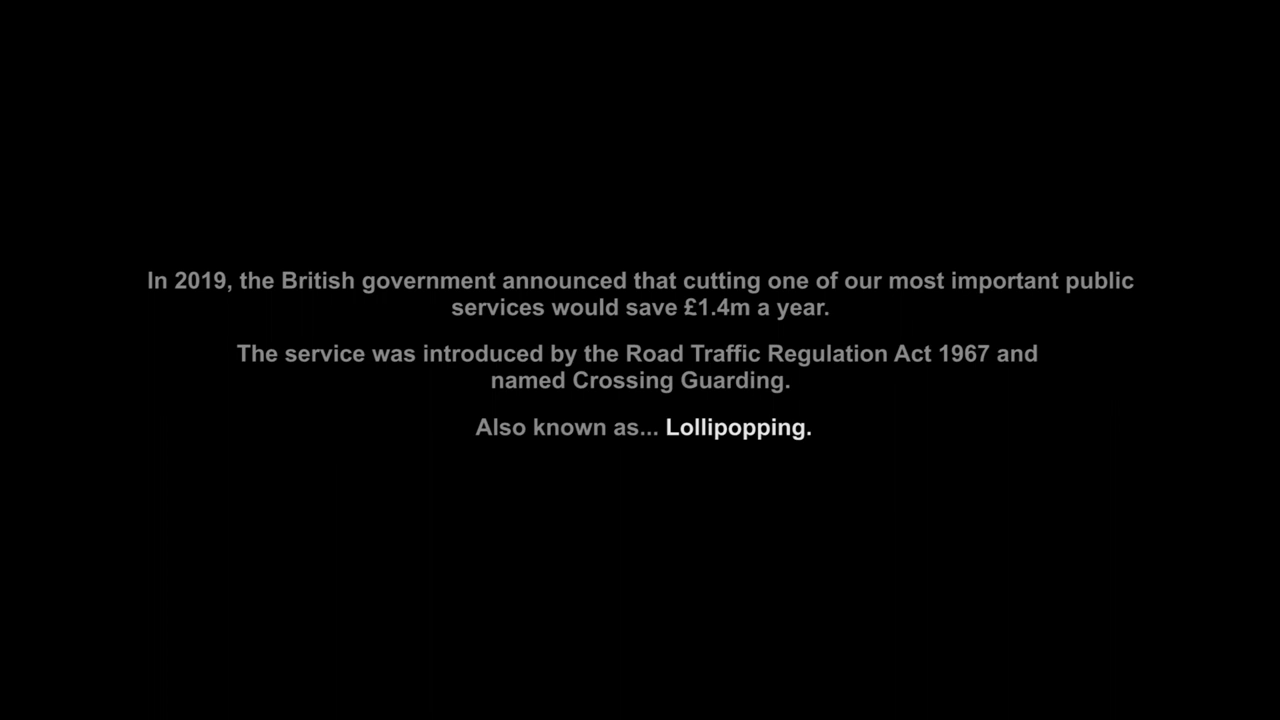 In 2019, the British government announced that cutting one of our most important public
services would save £1.4m a year.
The service was introduced by the Road Traffic Regulation Act 1967 and
named Crossing Guarding.
Also known as... Lollipopping.